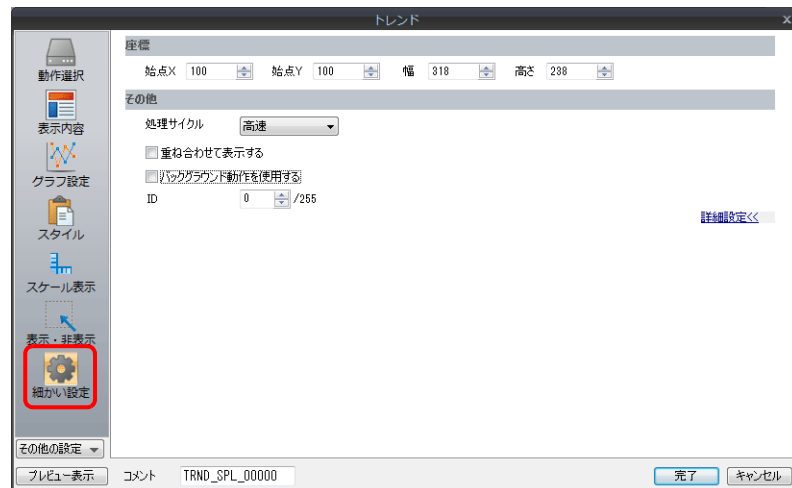 トレンド
動作選択
表示内容
グラフ設定
スタイル
スケール表示
表示・非表示
細かい設定
その他の設定
プレビュー表示
座標
始点X 100 始点Y 100 幅 318 高さ 238
その他
処理サイクル 高速
重ね合わせて表示する
バックグラウンド動作を使用する
ID 0 /255
詳細設定<<
コメント TRND_SPL_00000
完了 キャンセル